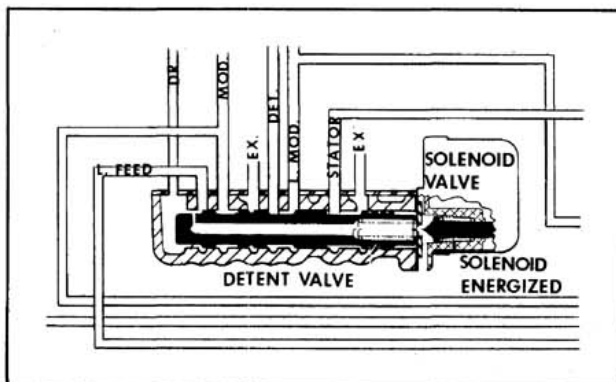 DR.
MOD.
L. FEED
EX.
DET.
L. MOD.
STATOR
EX.
SOLENOID
VALVE
DETENT VALVE
SOLENOID
ENERGIZED